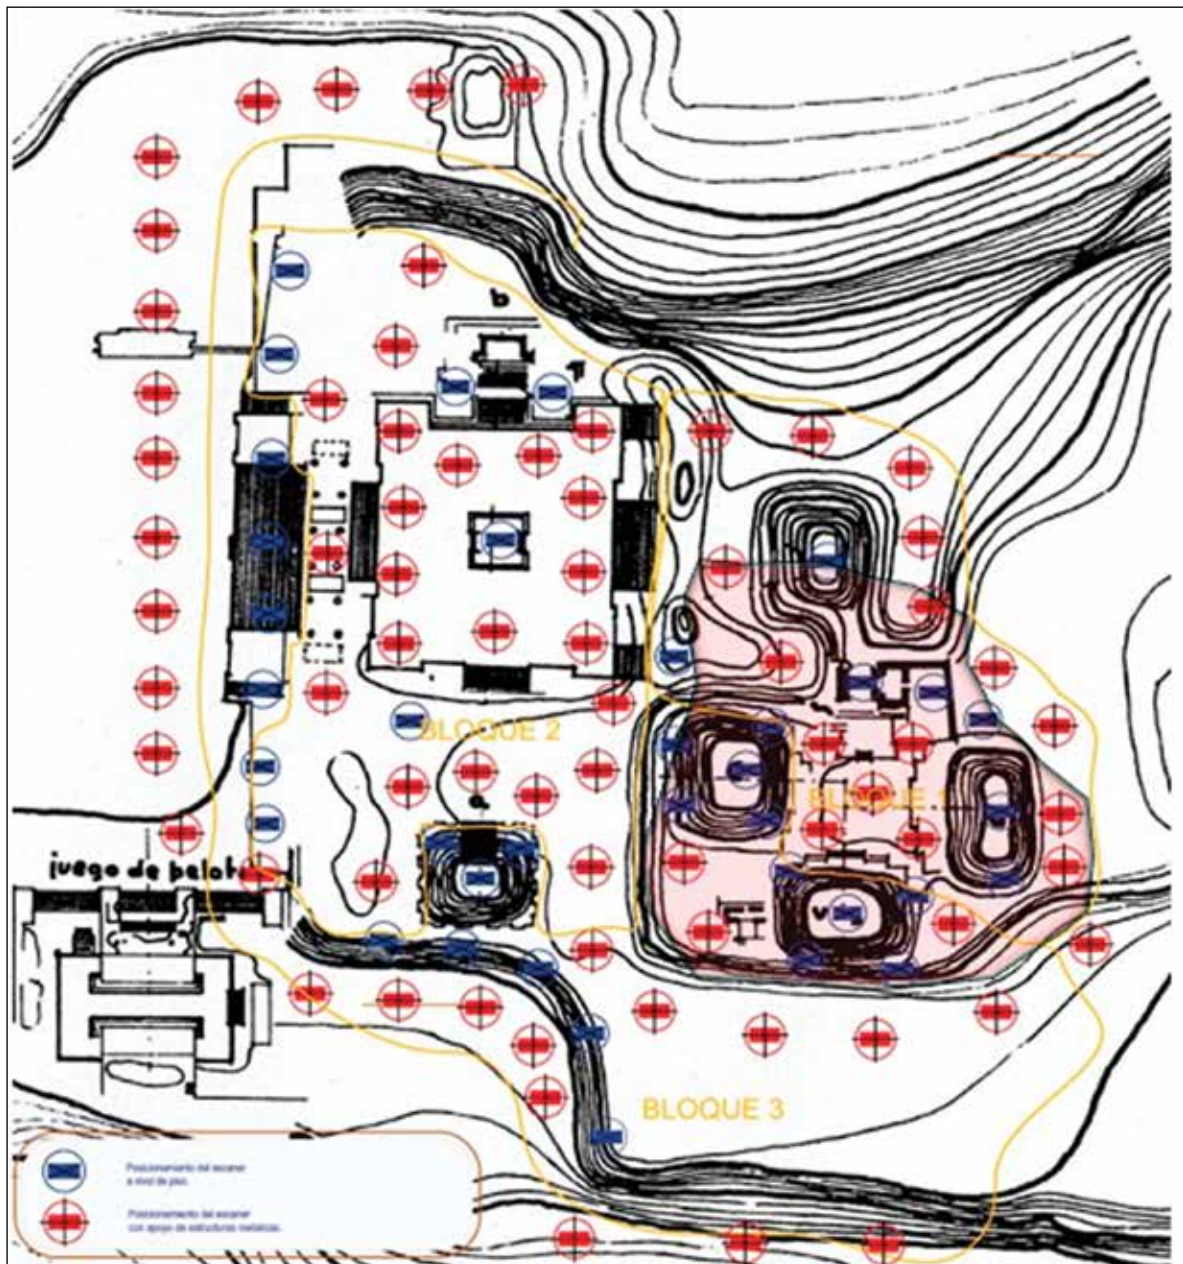 b
BLOQUE 2
a
BLOQUE 1
juego de pelota
v
BLOQUE 3
Posicionamiento del escaner
a nivel de piso.
Posicionamiento del escaner
con apoyo de estructuras metalicas.